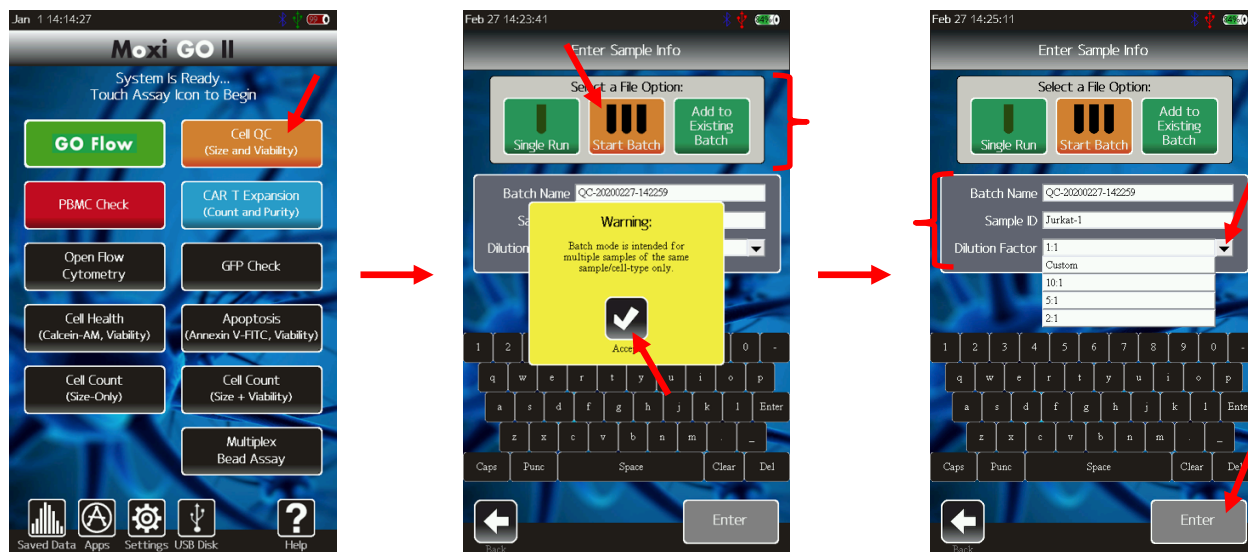 Jan 1 14:14:27
99
Moxi GO II
System Is Ready...
Touch Assay Icon to Begin
GO Flow
Cell QC
(Size and Viability)
PBMC Check
CAR T Expansion
(Count and Purity)
Open Flow
Cytometry
GFP Check
Cell Health
(Calcein-AM, Viability)
Apoptosis
(Annexin V-FITC, Viability)
Cell Count
(Size-Only)
Cell Count
(Size + Viability)
Multiplex
Bead Assay
Saved Data Apps Settings USB Disk Help
Feb 27 14:23:41
84%
Enter Sample Info
Select a File Option:
Single Run
Start Batch
Add to
Existing
Batch
Batch Name QC-20200227-142259
Dilution
Warning:
Batch mode is intended for
multiple samples of the same
sample/cell-type only.
1 2 0 -
q w e r t y u i o p
a s d f g h j k l Enter
z x c v b n m . _
Caps Punc Space Clear Del
Back
Enter
Feb 27 14:25:11
84%
Enter Sample Info
Select a File Option:
Single Run
Start Batch
Add to
Existing
Batch
Batch Name QC-20200227-142259
Sample ID Jurkat-1
Dilution Factor 1:1
Custom
10:1
5:1
2:1
1 2 3 4 5 6 7 8 9 0 -
q w e r t y u i o p
a s d f g h j k l Ente
z x c v b n m . _
Caps Punc Space Clear Del
Back
Enter